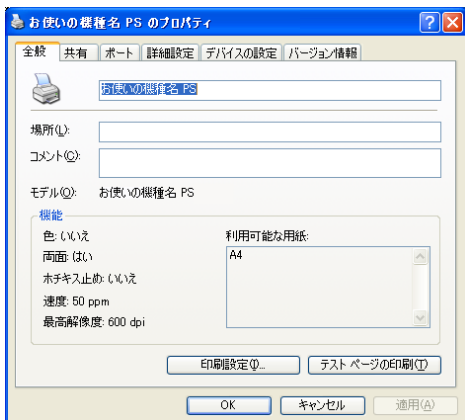 お使いの機種名 PS のプロパティ
全般 共有 ポート 詳細設定 デバイスの設定 バージョン情報
お使いの機種名 PS
場所(L):
コメント(C):
モデル(O): お使いの機種名 PS
機能
色: いいえ 利用可能な用紙:
両面: はい A4
ホチキス止め: いいえ
速度: 50 ppm
最高解像度: 600 dpi
印刷設定(I)... テスト ページの印刷(T)
OK キャンセル 適用(A)